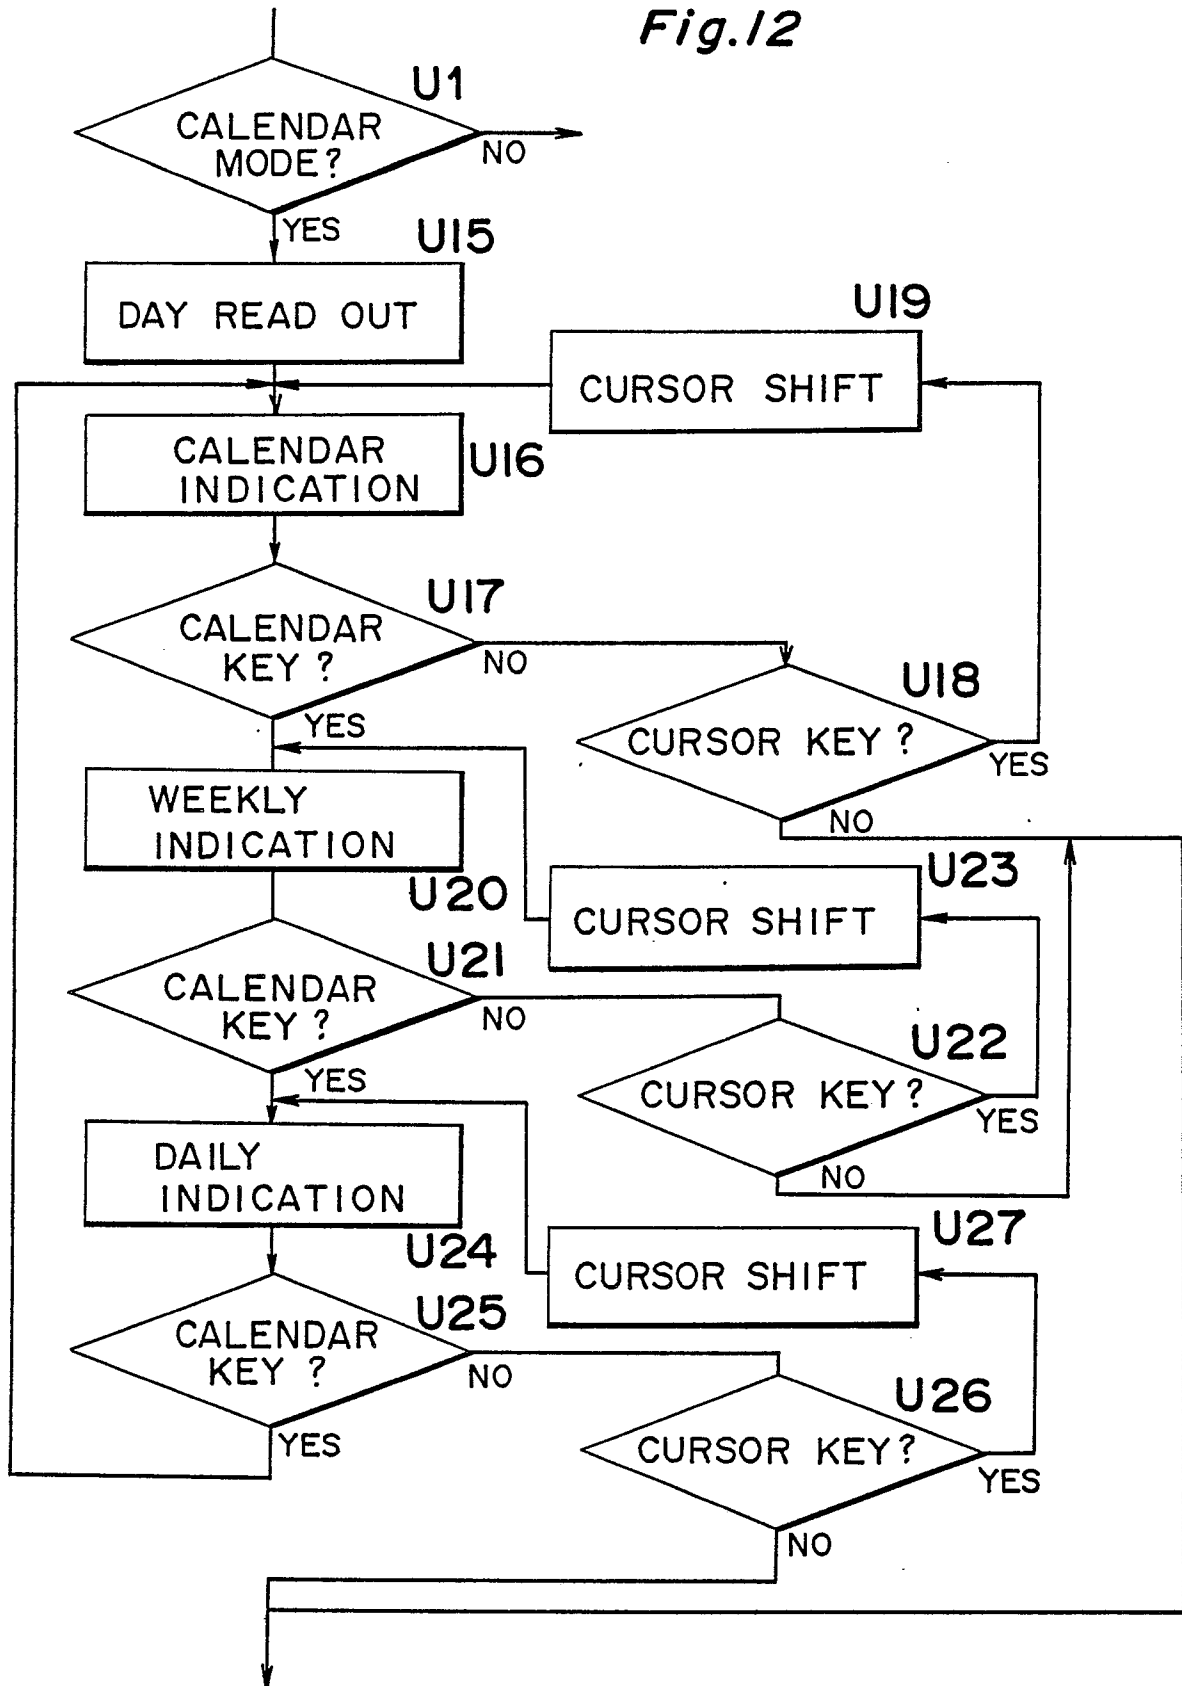 Fig.12
U1
CALENDAR
MODE?
NO
YES
U15
DAY READ OUT
U19
CURSOR SHIFT
CALENDAR
INDICATION
U16
U17
CALENDAR
KEY ?
NO
YES
U18
CURSOR KEY ?
YES
NO
WEEKLY
INDICATION
U20
U23
CURSOR SHIFT
U21
CALENDAR
KEY ?
NO
YES
U22
CURSOR KEY ?
YES
NO
DAILY
INDICATION
U24
U27
CURSOR SHIFT
U25
CALENDAR
KEY ?
NO
YES
U26
CURSOR KEY?
YES
NO